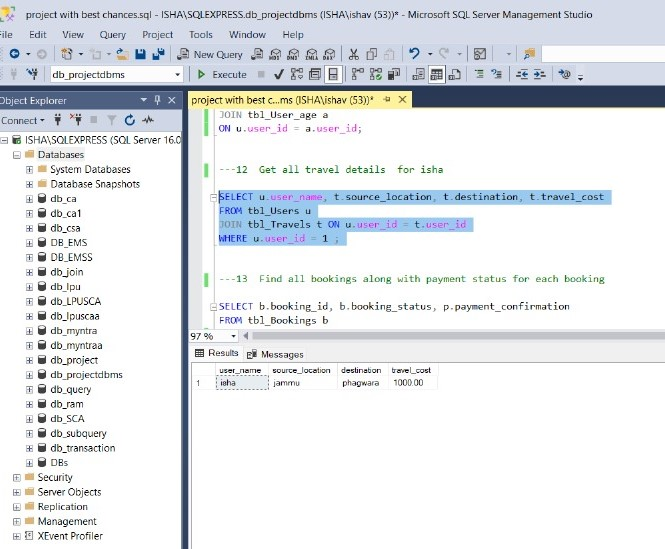 project with best chances.sql - ISHA\SQLEXPRESS.db_projectdbms (ISHA\ishav (53))* - Microsoft SQL Server Management Studio
File Edit View Query Project Tools Window Help
New Query MDX DMX XMLA DAX
db_projectdbms Execute
Object Explorer
Connect
ISHA\SQLEXPRESS (SQL Server 16.0
Databases
System Databases
Database Snapshots
db_ca
db_ca1
db_csa
DB_EMS
DB_EMSS
db_join
db_lpu
db_LPUSCA
db_lpuscaa
db_myntra
db_myntraa
db_project
db_projectdbms
db_query
db_ram
db_SCA
db_subquery
db_transaction
DBs
Security
Server Objects
Replication
Management
XEvent Profiler
project with best c...ms (ISHA\ishav (53))*
JOIN tbl_User_age a
ON u.user_id = a.user_id;
---12 Get all travel details for isha
SELECT u.user_name, t.source_location, t.destination, t.travel_cost
FROM tbl_Users u
JOIN tbl_Travels t ON u.user_id = t.user_id
WHERE u.user_id = 1 ;
---13 Find all bookings along with payment status for each booking
SELECT b.booking_id, b.booking_status, p.payment_confirmation
FROM tbl_Bookings b
97 %
Results Messages
user_name source_location destination travel_cost
1 isha jammu phagwara 1000.00